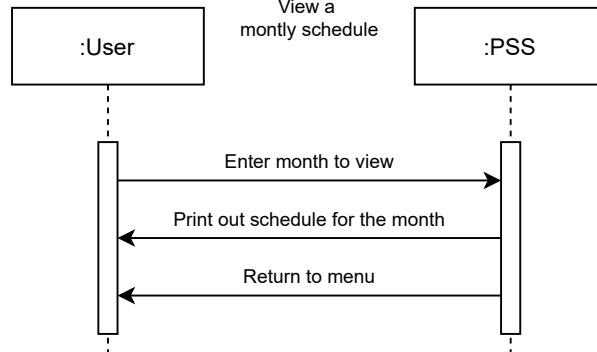 View a
montly schedule
:User
:PSS
Enter month to view
Print out schedule for the month
Return to menu